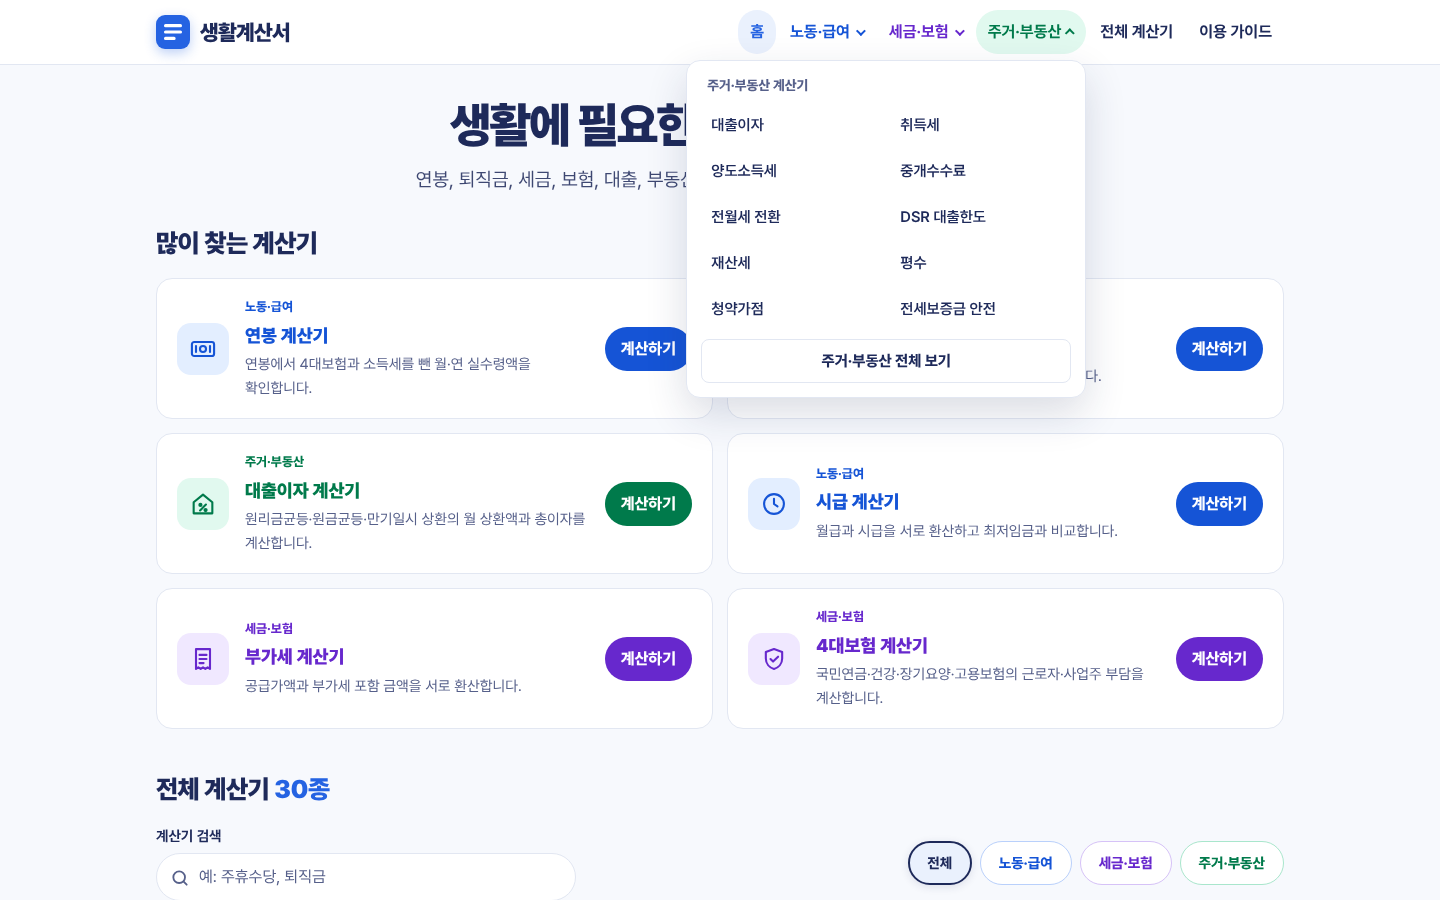 생활계산서
홈
노동·급여
세금·보험
주거·부동산
전체 계산기
이용 가이드
주거·부동산 계산기
대출이자
취득세
양도소득세
중개수수료
전월세 전환
DSR 대출한도
재산세
평수
청약가점
전세보증금 안전
주거·부동산 전체 보기
생활에 필요한
연봉, 퇴직금, 세금, 보험, 대출, 부동산
많이 찾는 계산기
노동·급여
연봉 계산기
연봉에서 4대보험과 소득세를 뺀 월·연 실수령액을
확인합니다.
계산하기
다.
계산하기
주거·부동산
대출이자 계산기
원리금균등·원금균등·만기일시 상환의 월 상환액과 총이자를
계산합니다.
계산하기
노동·급여
시급 계산기
월급과 시급을 서로 환산하고 최저임금과 비교합니다.
계산하기
세금·보험
부가세 계산기
공급가액과 부가세 포함 금액을 서로 환산합니다.
계산하기
세금·보험
4대보험 계산기
국민연금·건강·장기요양·고용보험의 근로자·사업주 부담을
계산합니다.
계산하기
전체 계산기 30종
계산기 검색
예: 주휴수당, 퇴직금
전체
노동·급여
세금·보험
주거·부동산